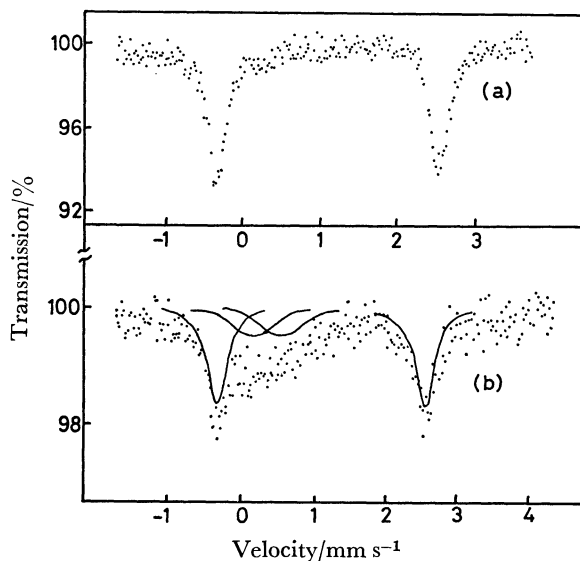 100
(a)
96
92
-1 0 1 2 3
Transmission/%
100
98
(b)
-1 0 1 2 3 4
Velocity/mm s⁻¹